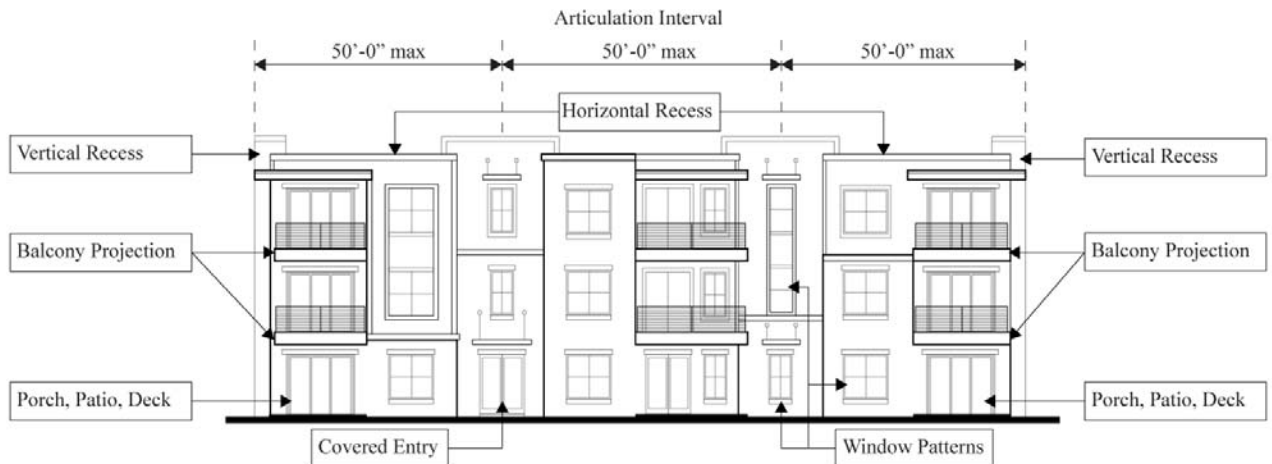 Articulation Interval
50’-0” max
50’-0” max
50’-0” max
Horizontal Recess
Vertical Recess
Vertical Recess
Balcony Projection
Balcony Projection
Porch, Patio, Deck
Porch, Patio, Deck
Covered Entry
Window Patterns